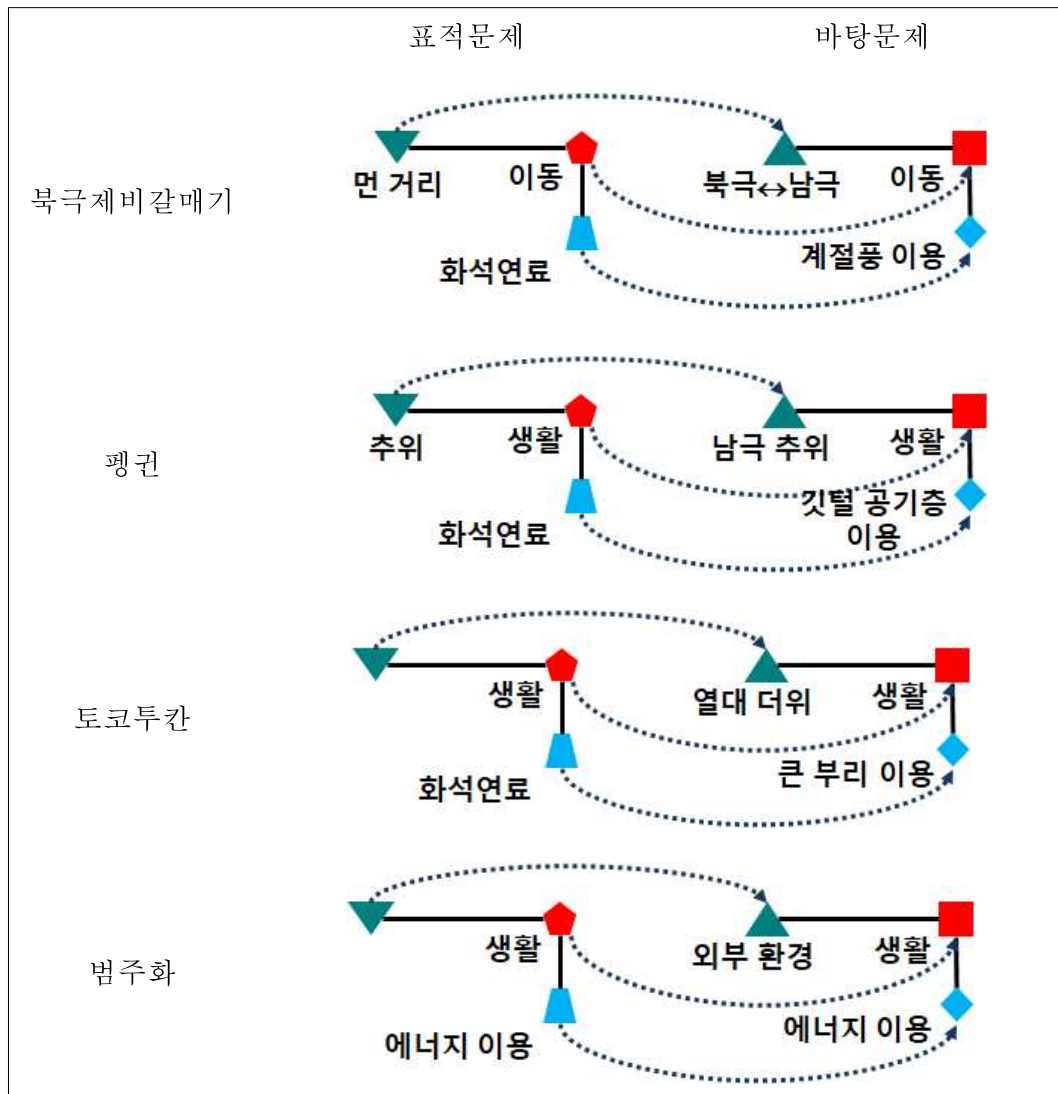 표적문제 바탕문제
북극제비갈매기
먼 거리 이동 북극↔남극 이동
화석연료 계절풍 이용
펭귄
추위 생활 남극 추위 생활
화석연료 깃털 공기층
이용
토코투칸
생활 열대 더위 생활
화석연료 큰 부리 이용
범주화
생활 외부 환경 생활
에너지 이용 에너지 이용